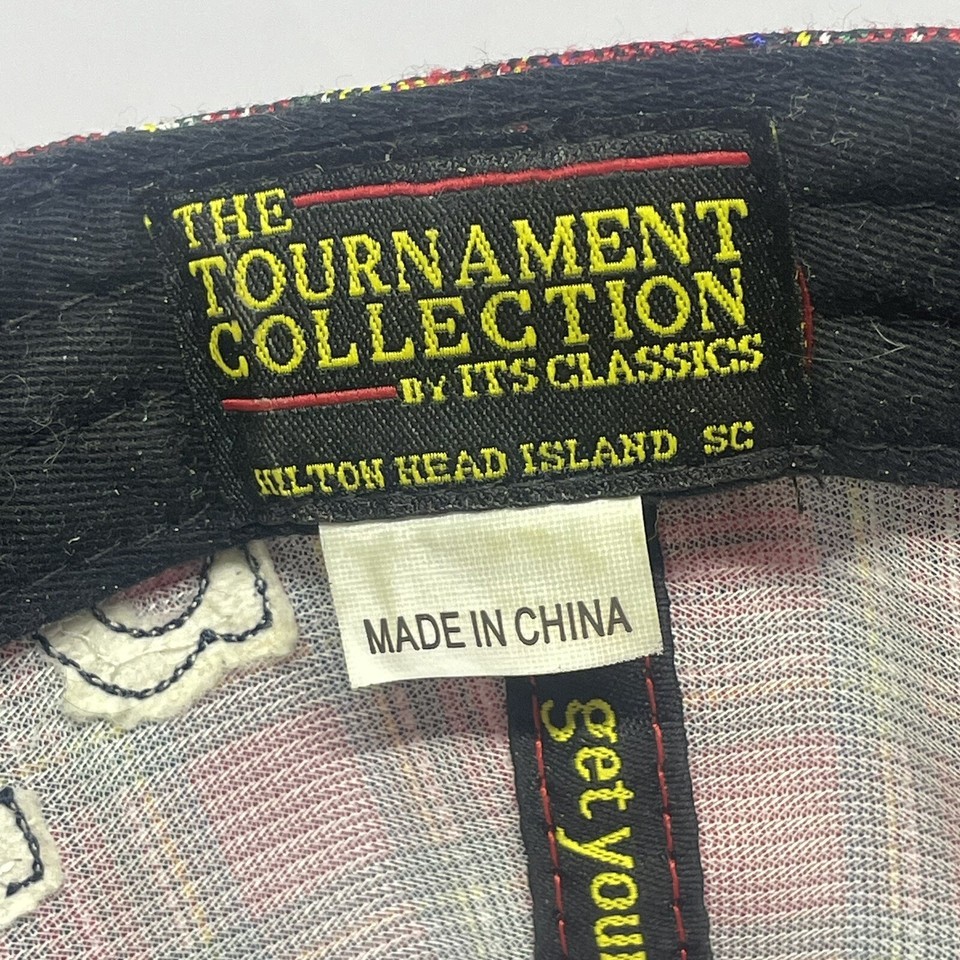 THE
TOURNAMENT
COLLECTION
BY ITS CLASSICS
HILTON HEAD ISLAND SC
MADE IN CHINA
get your